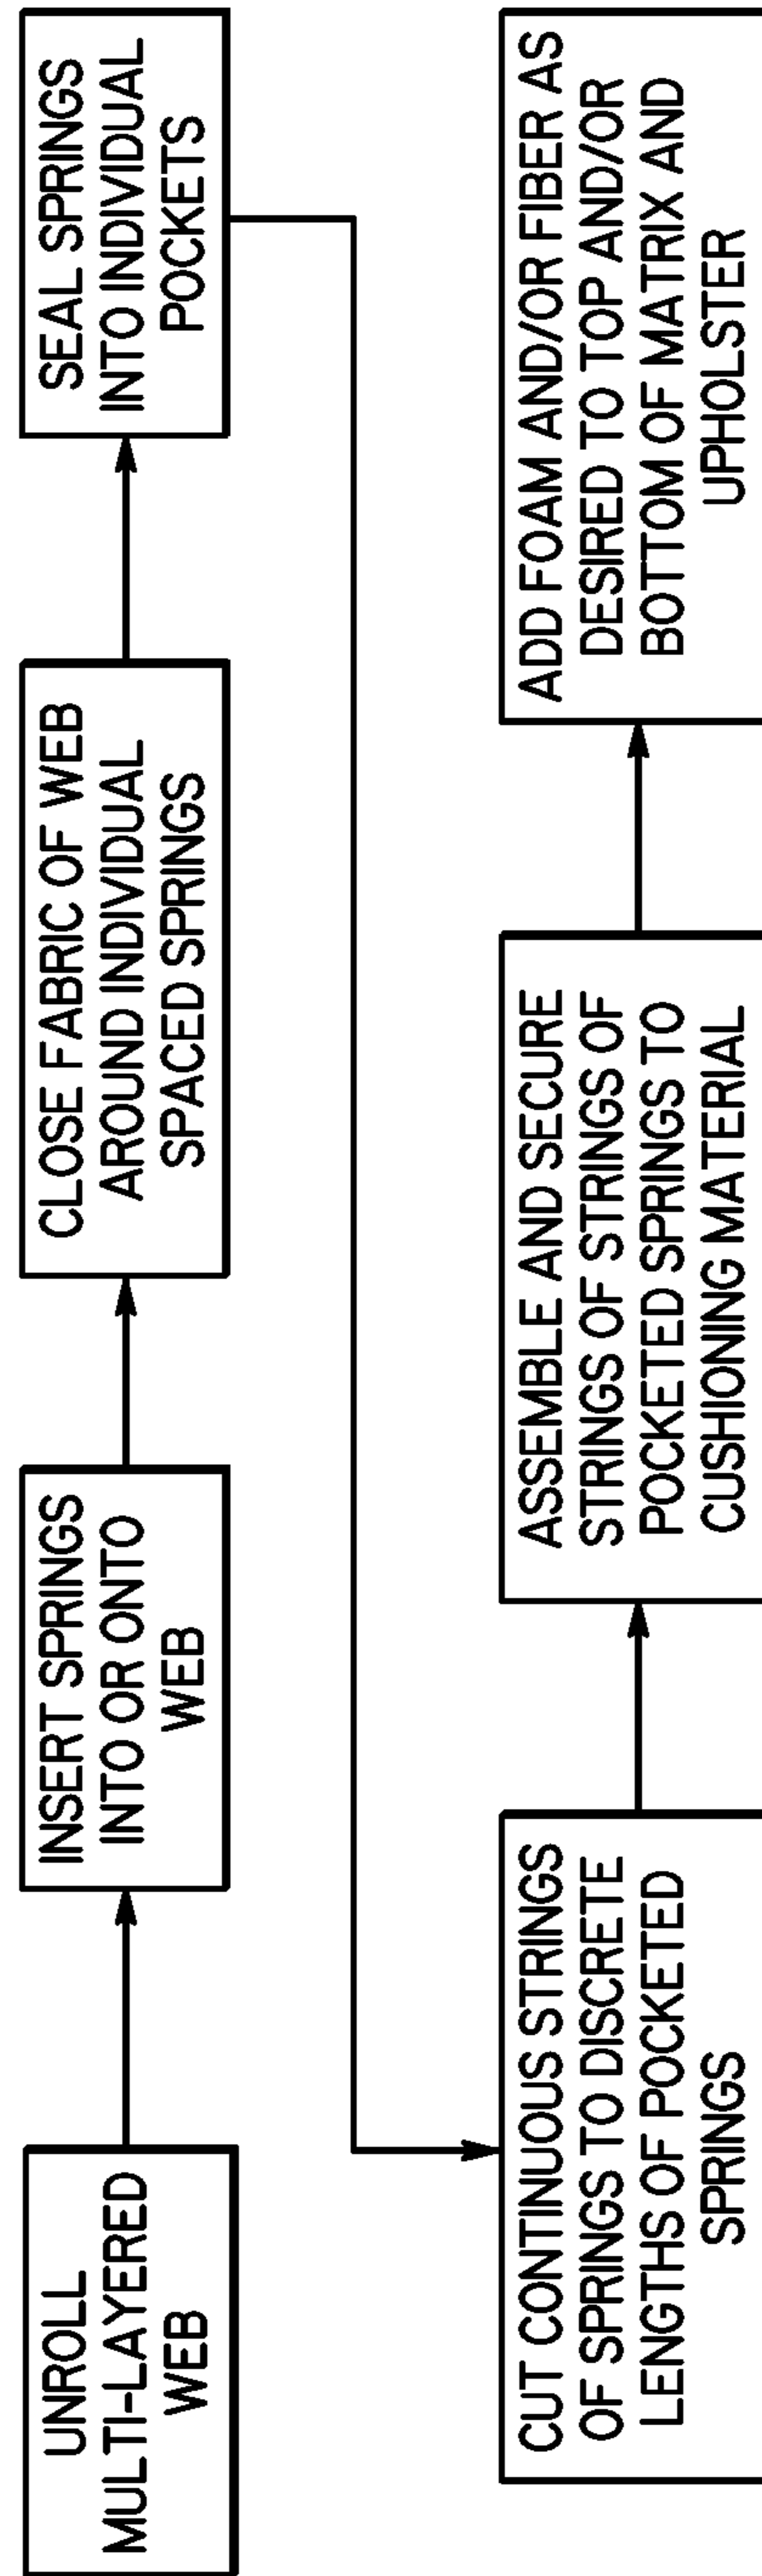 UNROLL
MULTI-LAYERED
WEB
INSERT SPRINGS
INTO OR ONTO
WEB
CLOSE FABRIC OF WEB
AROUND INDIVIDUAL
SPACED SPRINGS
SEAL SPRINGS
INTO INDIVIDUAL
POCKETS
CUT CONTINUOUS STRINGS
OF SPRINGS TO DISCRETE
LENGTHS OF POCKETED
SPRINGS
ASSEMBLE AND SECURE
STRINGS OF STRINGS OF
POCKETED SPRINGS TO
CUSHIONING MATERIAL
ADD FOAM AND/OR FIBER AS
DESIRED TO TOP AND/OR
BOTTOM OF MATRIX AND
UPHOLSTER